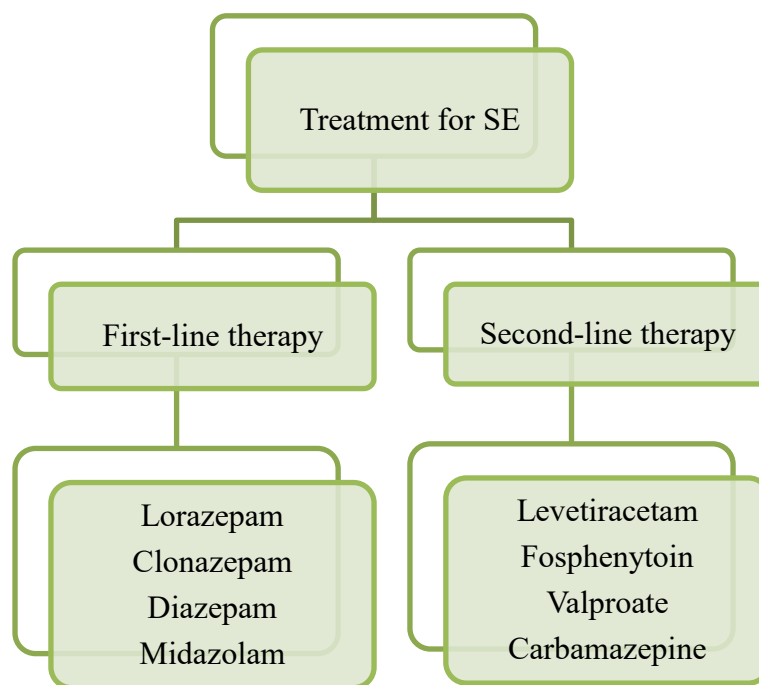 Treatment for SE
First-line therapy
Second-line therapy
Lorazepam
Clonazepam
Diazepam
Midazolam
Levetiracetam
Fosphenytoin
Valproate
Carbamazepine